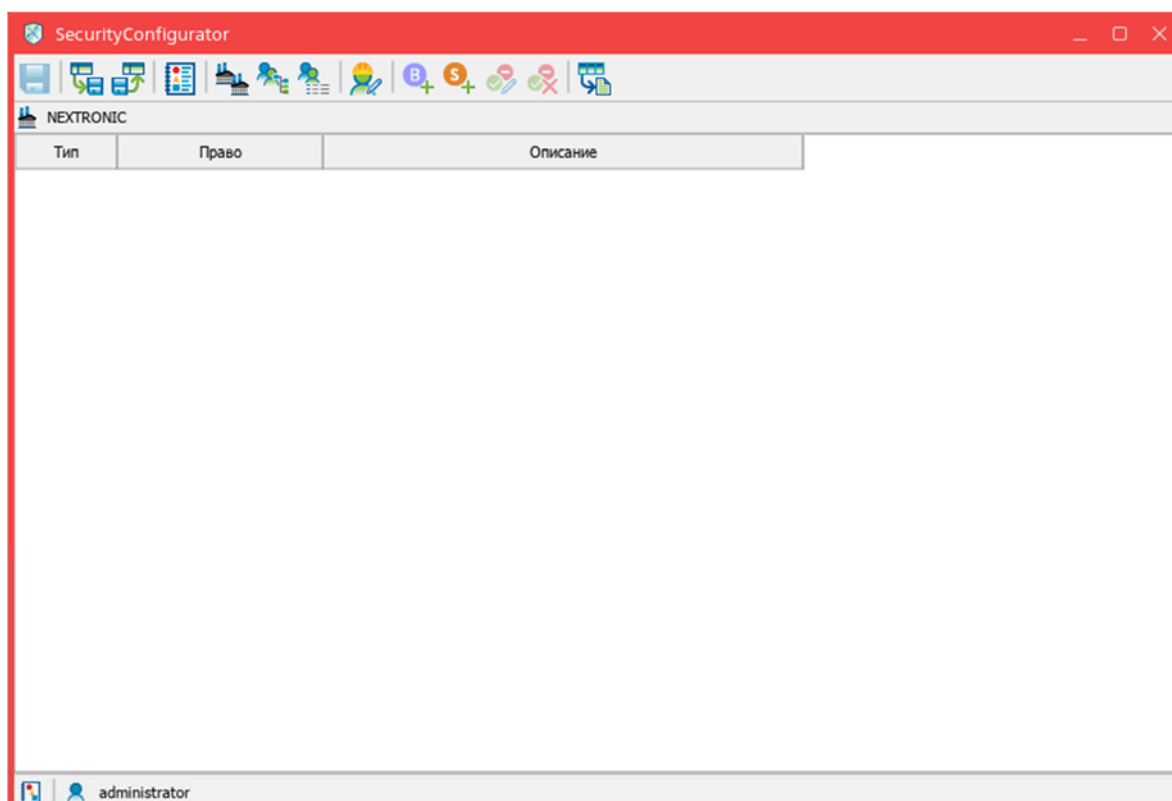 SecurityConfigurator
B S
NEXTRONIC
Тип Право Описание
administrator